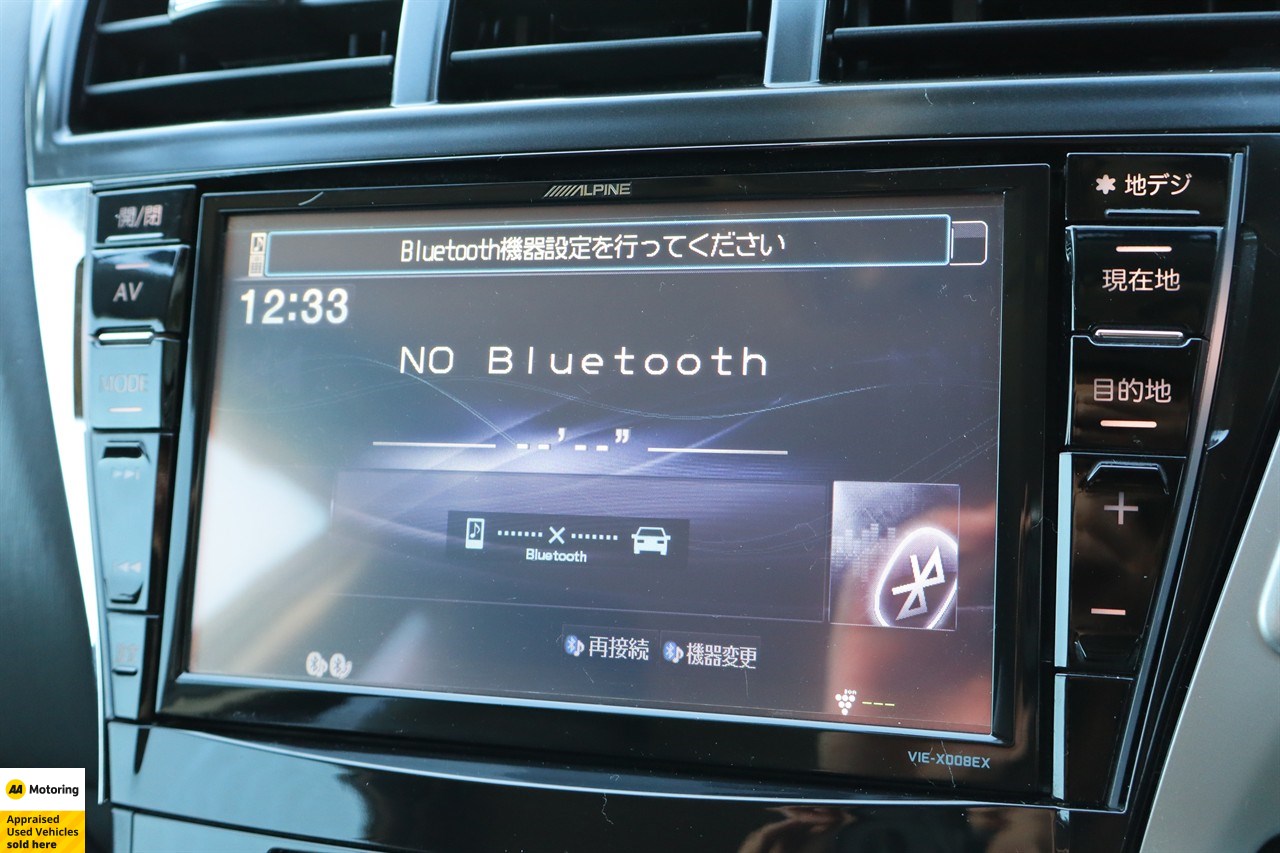 ALPINE
開/閉
AV
MODE
Bluetooth機器設定を行ってください
12:33
NO Bluetooth
--'--"
Bluetooth
再接続
機器変更
ion
---
VIE-X008EX
✱ 地デジ
現在地
目的地
+
−
AA Motoring
Appraised
Used Vehicles
sold here